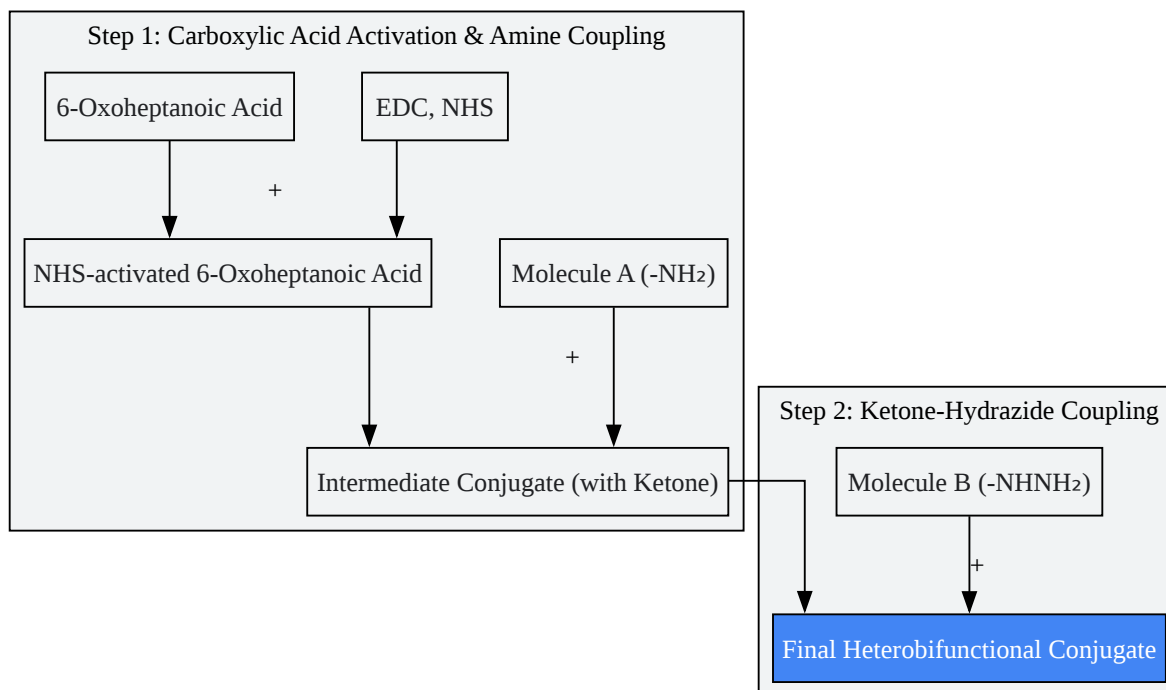 Step 1: Carboxylic Acid Activation & Amine Coupling
6-Oxoheptanoic Acid
EDC, NHS
+
NHS-activated 6-Oxoheptanoic Acid
Molecule A (-NH₂)
+
Intermediate Conjugate (with Ketone)
Step 2: Ketone-Hydrazide Coupling
Molecule B (-NHNH₂)
+
Final Heterobifunctional Conjugate